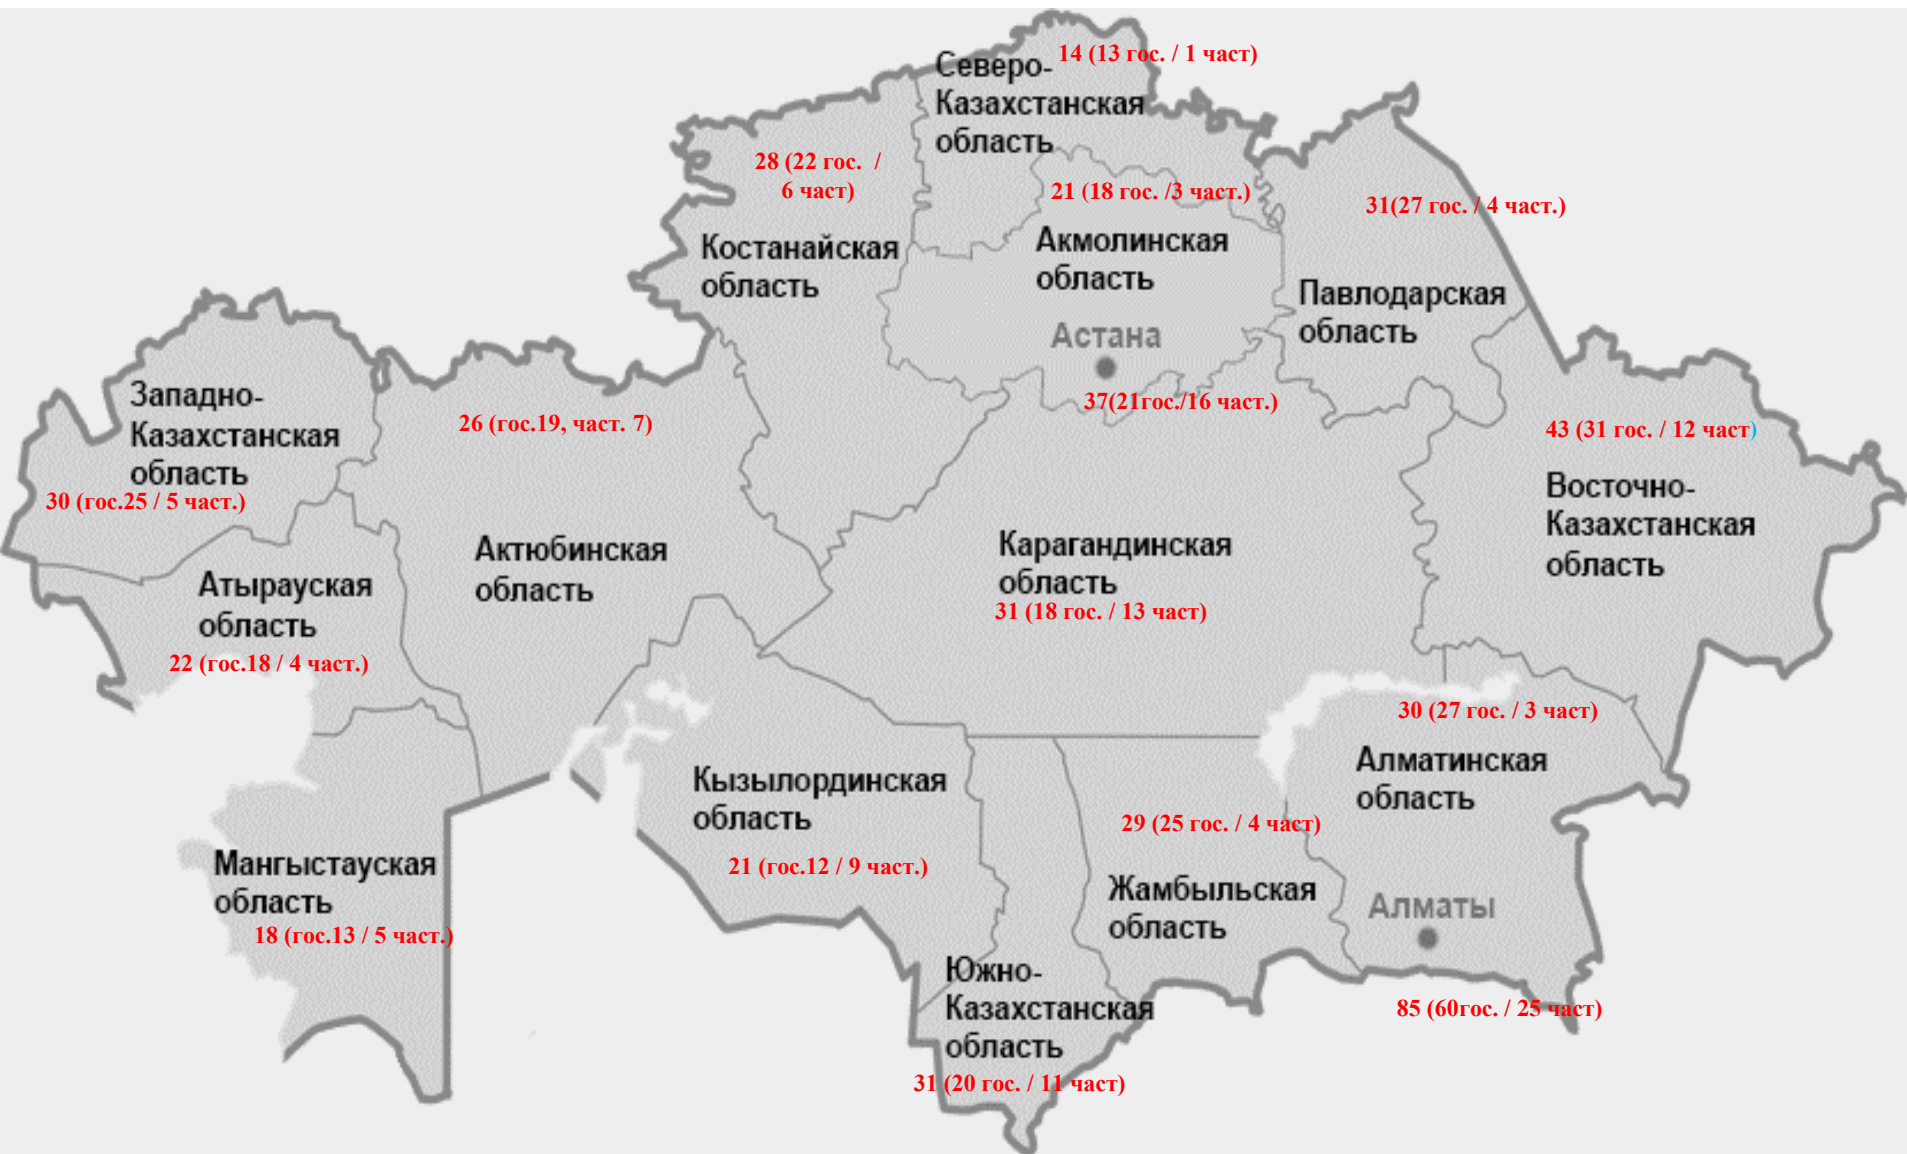 14 (13 гос. / 1 част)
Северо-
Казахстанская
область
28 (22 гос. /
6 част)
Костанайская
область
21 (18 гос. /3 част.)
Акмолинская
область
31(27 гос. / 4 част.)
Павлодарская
область
Астана
37(21гос./16 част.)
Западно-
Казахстанская
область
30 (гос.25 / 5 част.)
26 (гос.19, част. 7)
Актюбинская
область
43 (31 гос. / 12 част)
Восточно-
Казахстанская
область
Карагандинская
область
31 (18 гос. / 13 част)
Атырауская
область
22 (гос.18 / 4 част.)
30 (27 гос. / 3 част)
Алматинская
область
Кызылординская
область
21 (гос.12 / 9 част.)
29 (25 гос. / 4 част)
Жамбыльская
область
Мангыстауская
область
18 (гос.13 / 5 част.)
Алматы
85 (60гос. / 25 част)
Южно-
Казахстанская
область
31 (20 гос. / 11 част)